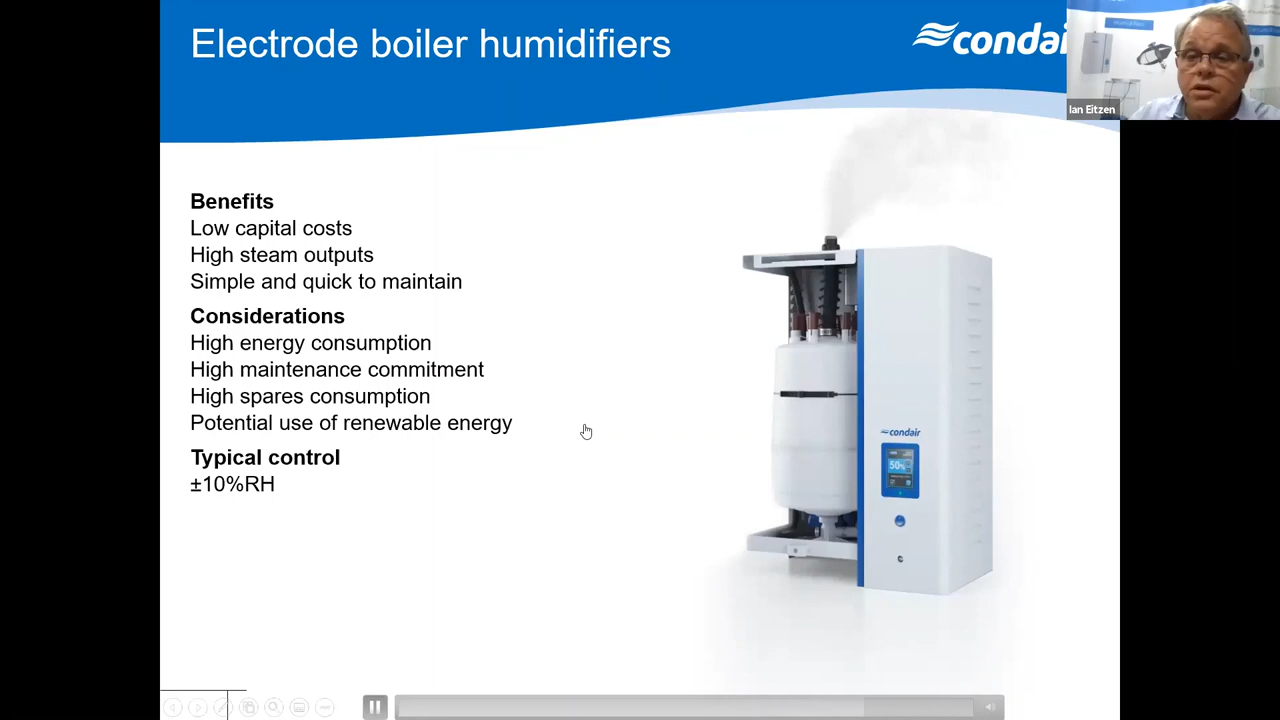 Electrode boiler humidifiers
condair
Ian Eitzen
Benefits
Low capital costs
High steam outputs
Simple and quick to maintain
Considerations
High energy consumption
High maintenance commitment
High spares consumption
Potential use of renewable energy
Typical control
±10%RH
condair
50%